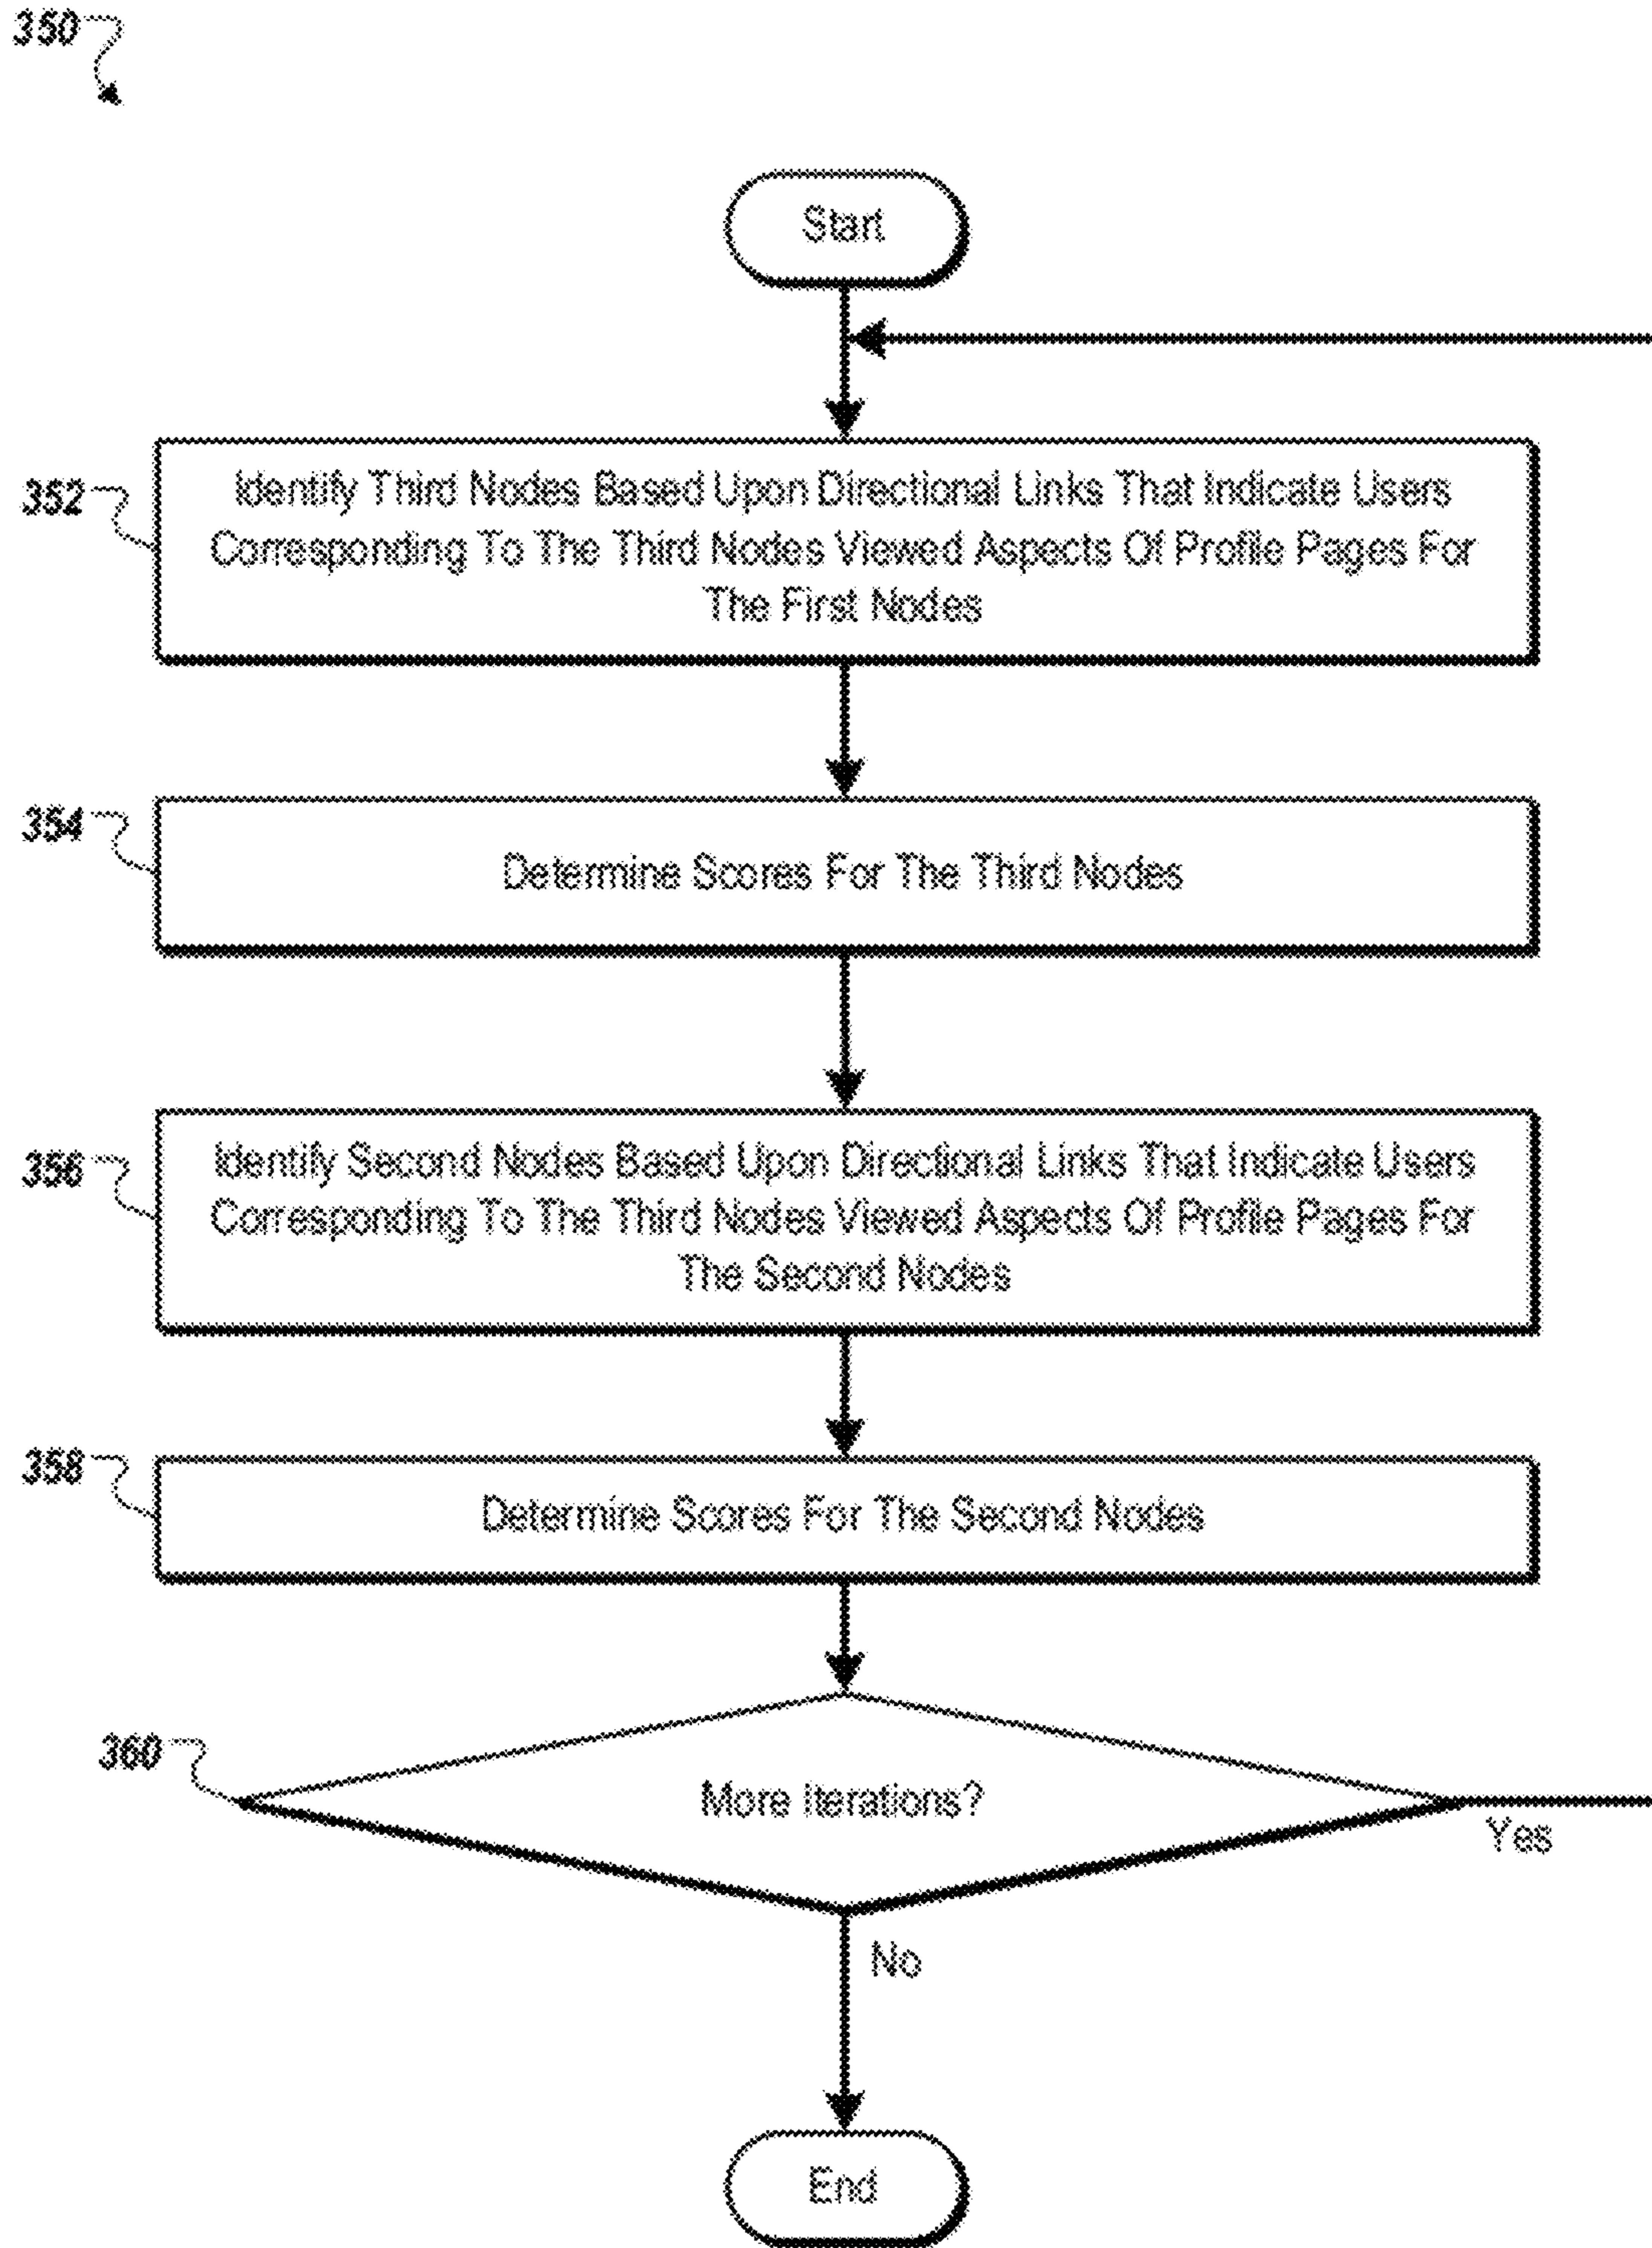 350
Start
352
Identify Third Nodes Based Upon Directional Links That Indicate Users
Corresponding To The Third Nodes Viewed Aspects Of Profile Pages For
The First Nodes
354
Determine Scores For The Third Nodes
356
Identify Second Nodes Based Upon Directional Links That Indicate Users
Corresponding To The Third Nodes Viewed Aspects Of Profile Pages For
The Second Nodes
358
Determine Scores For The Second Nodes
360
More Iterations?
Yes
No
End